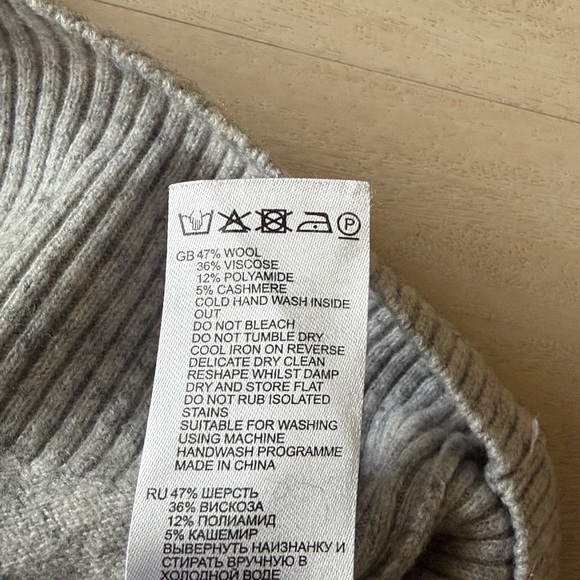 GB 47% WOOL
36% VISCOSE
12% POLYAMIDE
5% CASHMERE
COLD HAND WASH INSIDE
OUT
DO NOT BLEACH
DO NOT TUMBLE DRY
COOL IRON ON REVERSE
DELICATE DRY CLEAN
RESHAPE WHILST DAMP
DRY AND STORE FLAT
DO NOT RUB ISOLATED
STAINS
SUITABLE FOR WASHING
USING MACHINE
HANDWASH PROGRAMME
MADE IN CHINA
RU 47% ШЕРСТЬ
36% ВИСКОЗА
12% ПОЛИАМИД
5% КАШЕМИР
ВЫВЕРНУТЬ НАИЗНАНКУ И
СТИРАТЬ ВРУЧНУЮ В
ХОЛОДНОЙ ВОДЕ